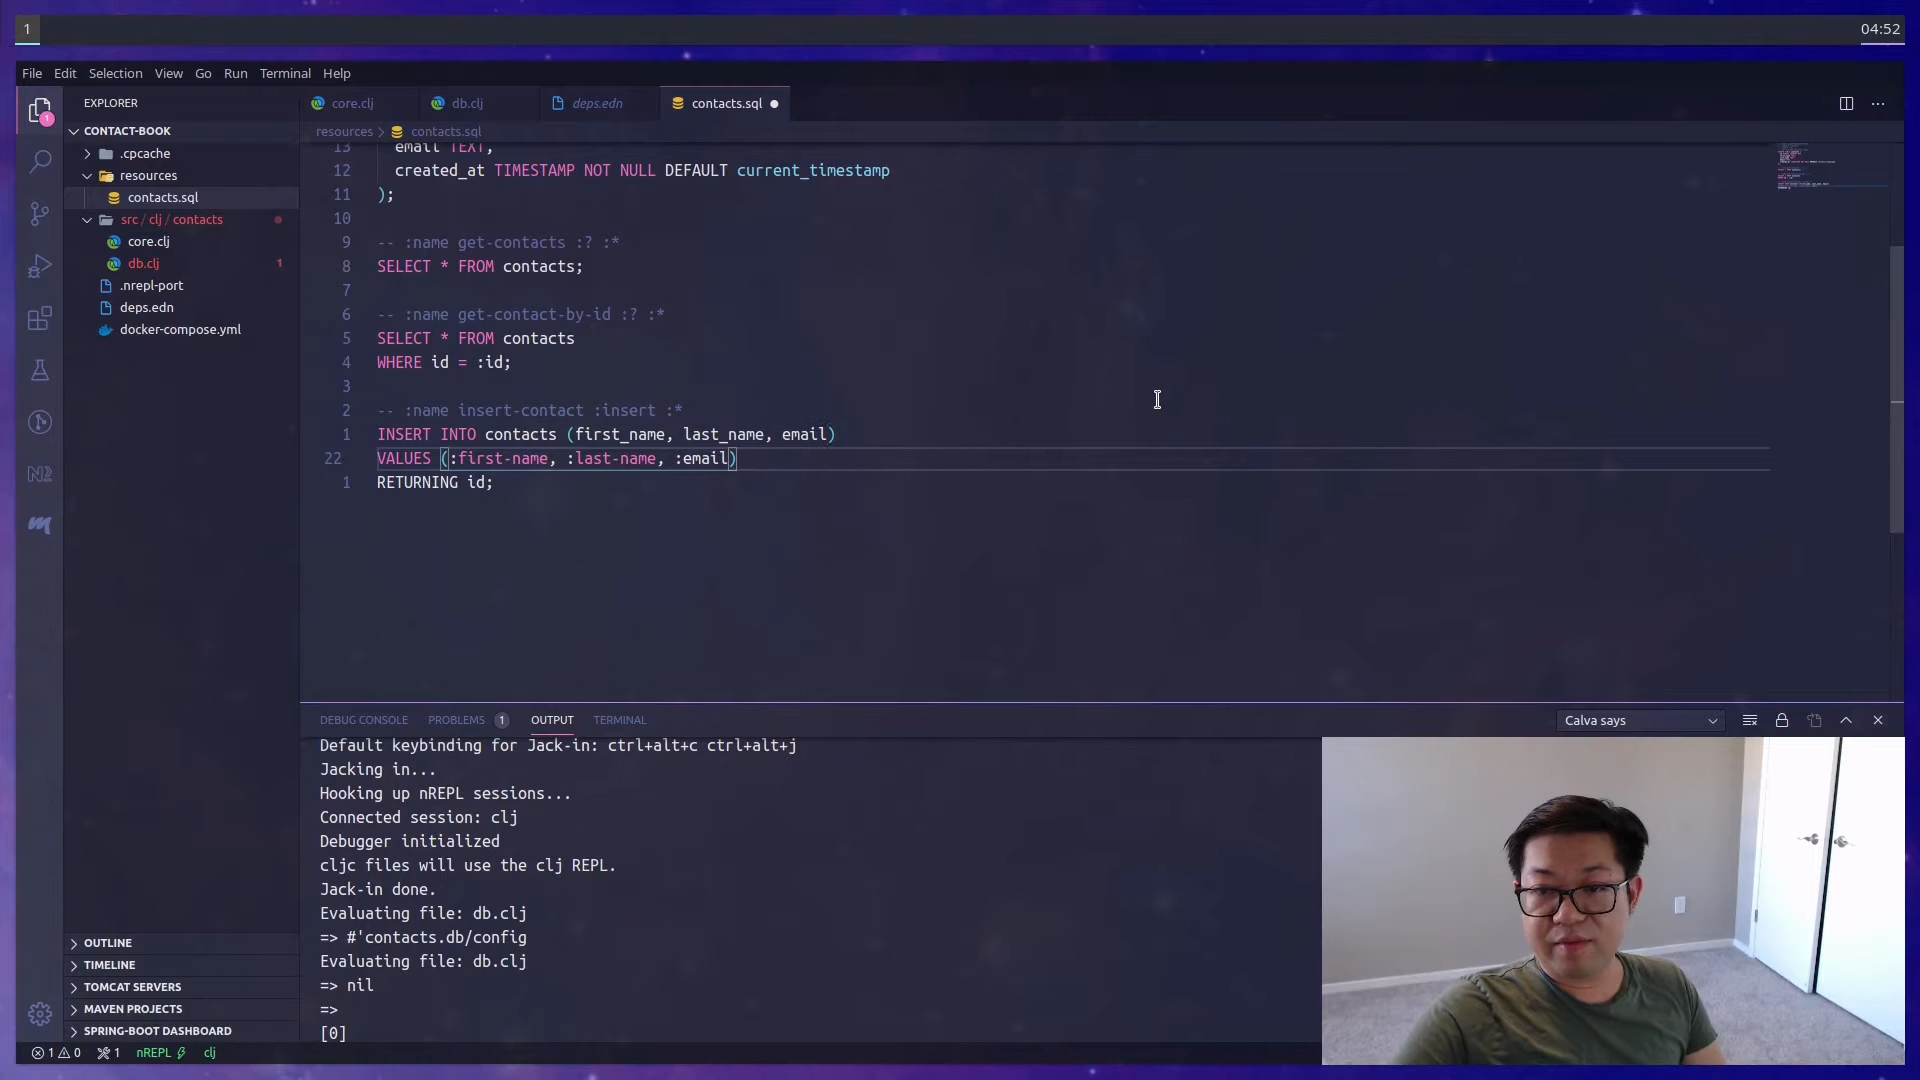 1
04:52
File Edit Selection View Go Run Terminal Help
EXPLORER
core.clj
db.clj
deps.edn
contacts.sql
CONTACT-BOOK
resources
contacts.sql
.cpcache
resources
contacts.sql
src / clj / contacts
core.clj
db.clj 1
.nrepl-port
deps.edn
docker-compose.yml
13 email TEXT,
12 created_at TIMESTAMP NOT NULL DEFAULT current_timestamp
11 );
10
9 -- :name get-contacts :? :*
8 SELECT * FROM contacts;
7
6 -- :name get-contact-by-id :? :*
5 SELECT * FROM contacts
4 WHERE id = :id;
3
2 -- :name insert-contact :insert :*
1 INSERT INTO contacts (first_name, last_name, email)
22 VALUES (:first-name, :last-name, :email)
1 RETURNING id;
DEBUG CONSOLE PROBLEMS 1 OUTPUT TERMINAL
Calva says
Default keybinding for Jack-in: ctrl+alt+c ctrl+alt+j
Jacking in...
Hooking up nREPL sessions...
Connected session: clj
Debugger initialized
cljc files will use the clj REPL.
Jack-in done.
Evaluating file: db.clj
=> #'contacts.db/config
Evaluating file: db.clj
=> nil
=>
[0]
OUTLINE
TIMELINE
TOMCAT SERVERS
MAVEN PROJECTS
SPRING-BOOT DASHBOARD
1 0 1 nREPL clj